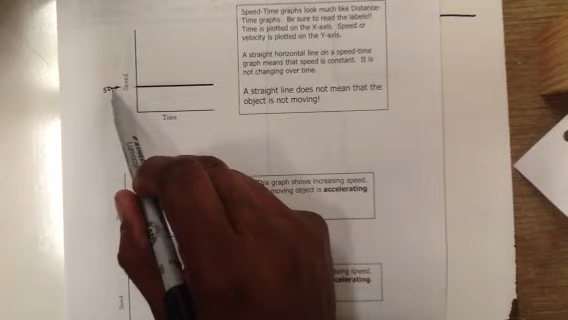 Speed-Time graphs look much like Distance-
Time graphs. Be sure to read the labels!!
Time is plotted on the X-axis. Speed or
velocity is plotted on the Y-axis.
A straight horizontal line on a speed-time
graph means that speed is constant. It is
not changing over time.
A straight line does not mean that the
object is not moving!
Speed
Time
This graph shows increasing speed.
moving object is accelerating.
speed.
Speed